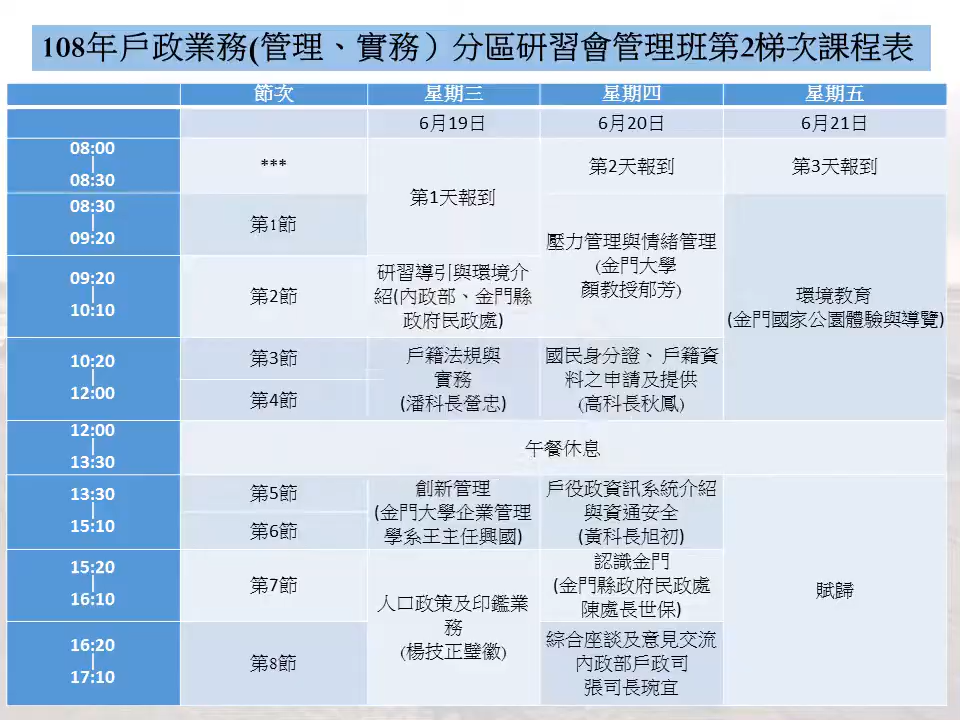 108年戶政業務(管理、實務）分區研習會管理班第2梯次課程表
節次 星期三 星期四 星期五
6月19日 6月20日 6月21日
08:00
|
08:30
***
第1天報到
第2天報到
第3天報到
08:30
|
09:20
第1節
壓力管理與情緒管理
(金門大學
顏教授郁芳)
環境教育
(金門國家公園體驗與導覽)
09:20
|
10:10
第2節
研習導引與環境介
紹(內政部、金門縣
政府民政處)
10:20
|
12:00
第3節
第4節
戶籍法規與
實務
(潘科長營忠)
國民身分證、戶籍資
料之申請及提供
(高科長秋鳳)
12:00
|
13:30
午餐休息
13:30
|
15:10
第5節
第6節
創新管理
(金門大學企業管理
學系王主任興國)
戶役政資訊系統介紹
與資通安全
(黃科長旭初)
賦歸
15:20
|
16:10
第7節
人口政策及印鑑業
務
(楊技正璧徽)
認識金門
(金門縣政府民政處
陳處長世保)
16:20
|
17:10
第8節
綜合座談及意見交流
內政部戶政司
張司長琬宜